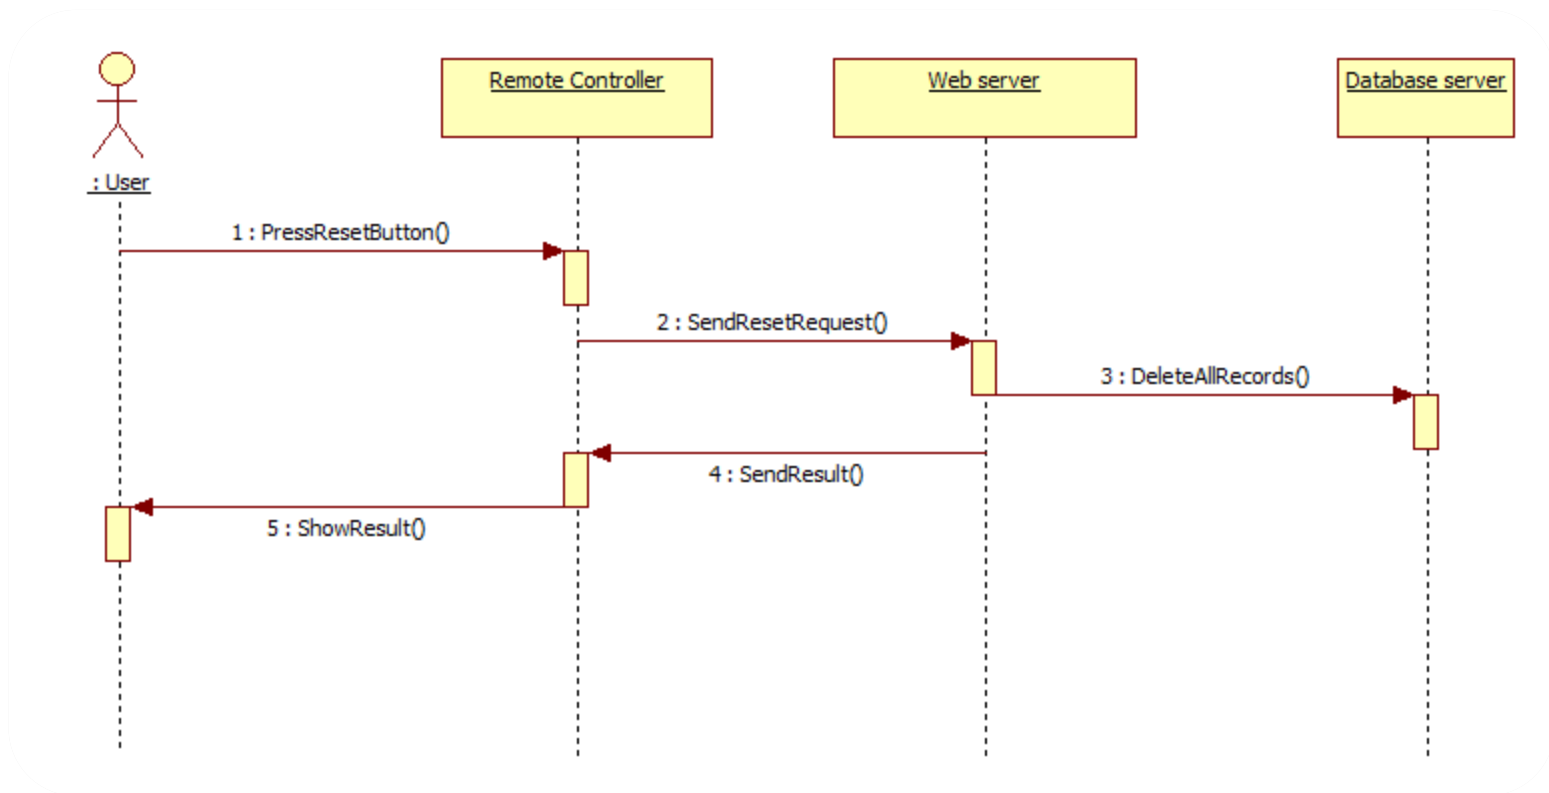 Remote Controller
Web server
Database server
: User
1 : PressResetButton()
2 : SendResetRequest()
3 : DeleteAllRecords()
4 : SendResult()
5 : ShowResult()